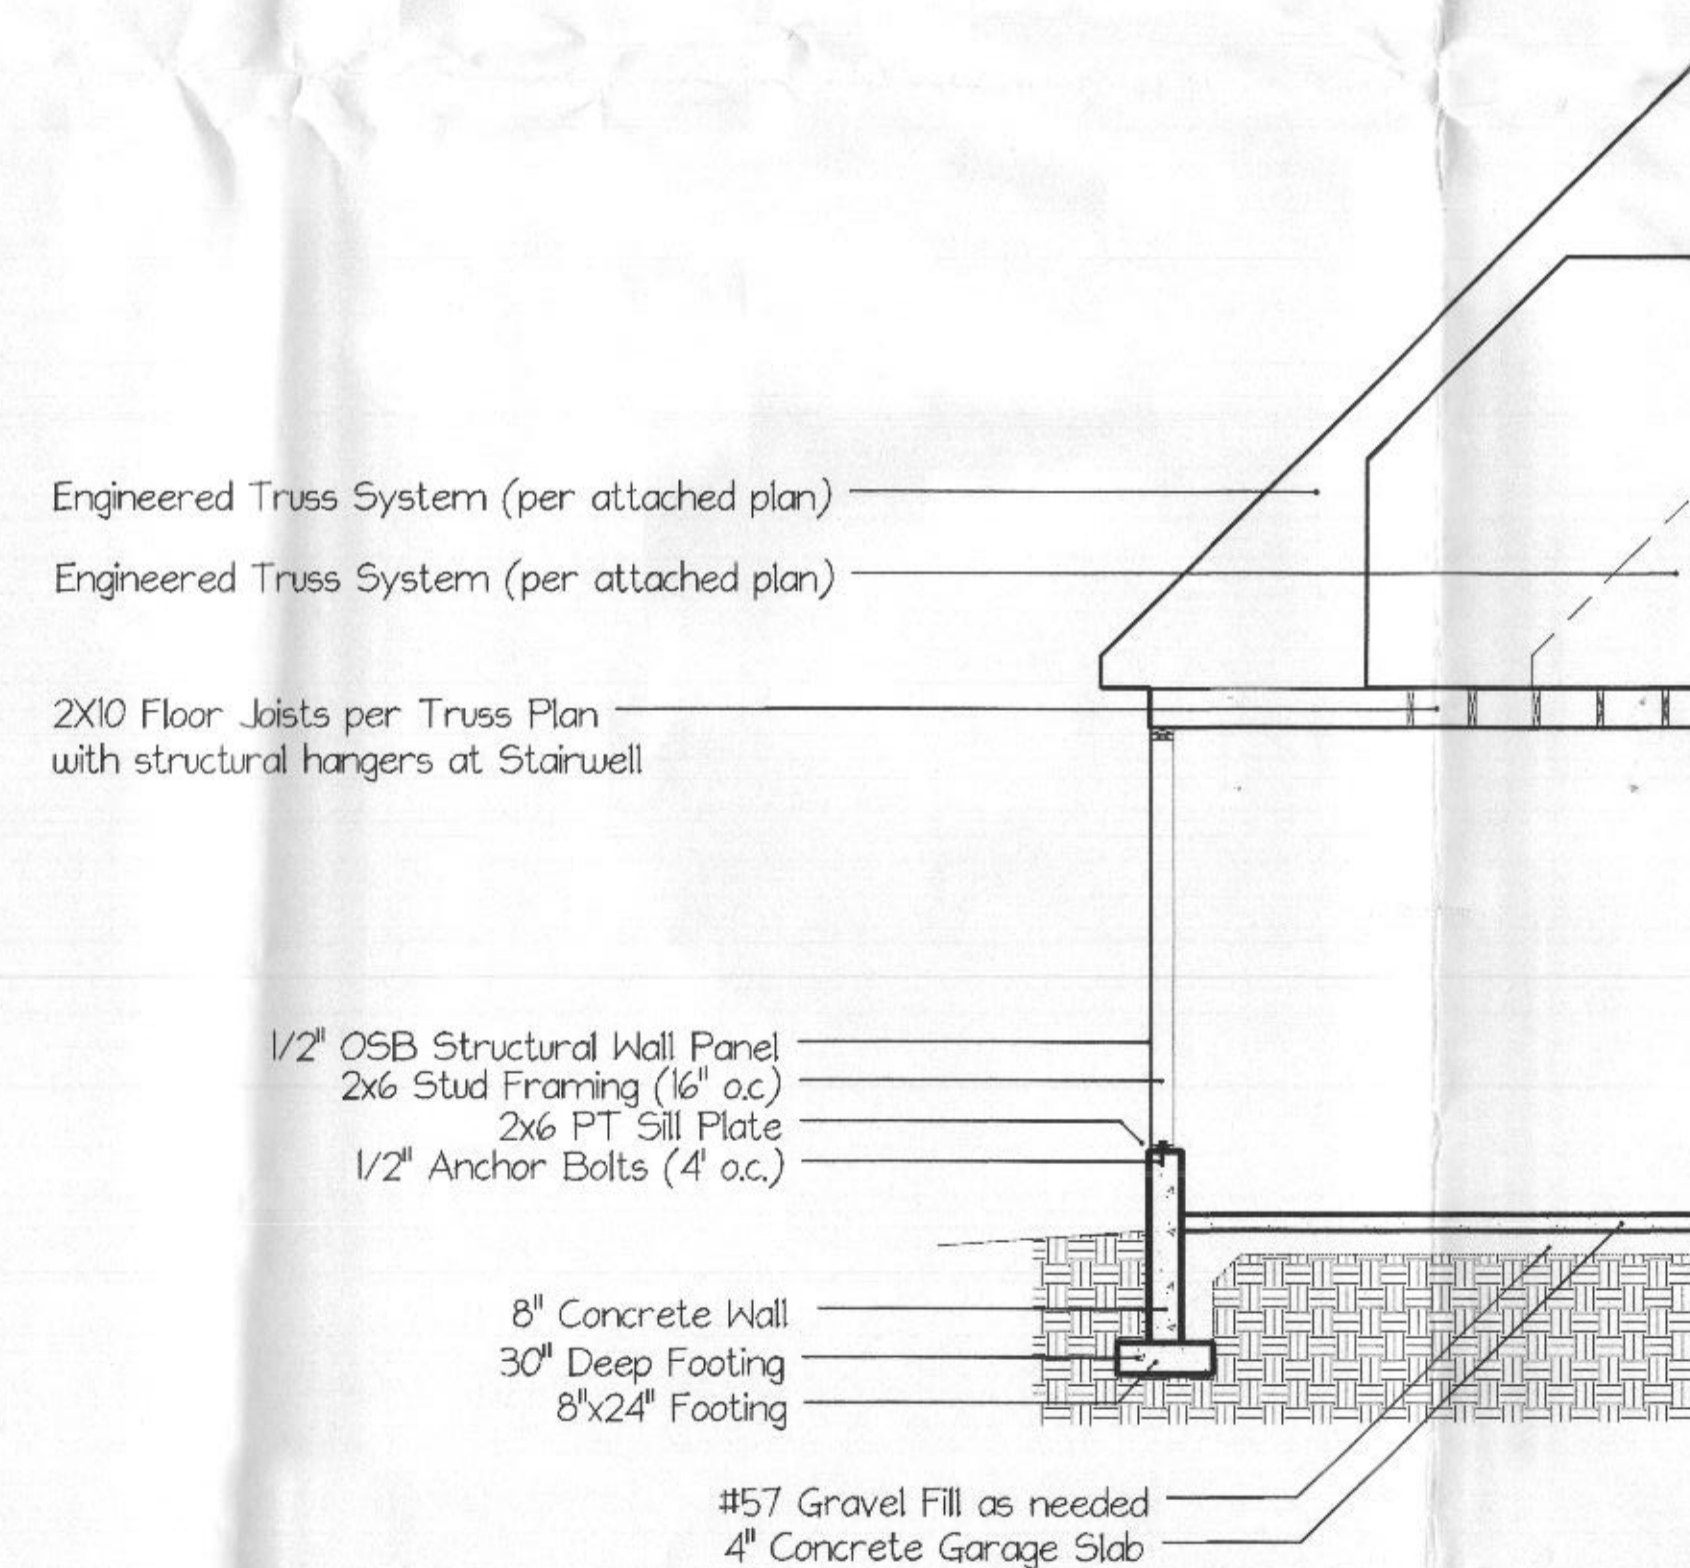 Engineered Truss System (per attached plan)
Engineered Truss System (per attached plan)
2X10 Floor Joists per Truss Plan
with structural hangers at Stairwell
1/2" OSB Structural Wall Panel
2x6 Stud Framing (16" o.c)
2x6 PT Sill Plate
1/2" Anchor Bolts (4' o.c.)
8" Concrete Wall
30" Deep Footing
8"x24" Footing
#57 Gravel Fill as needed
4" Concrete Garage Slab